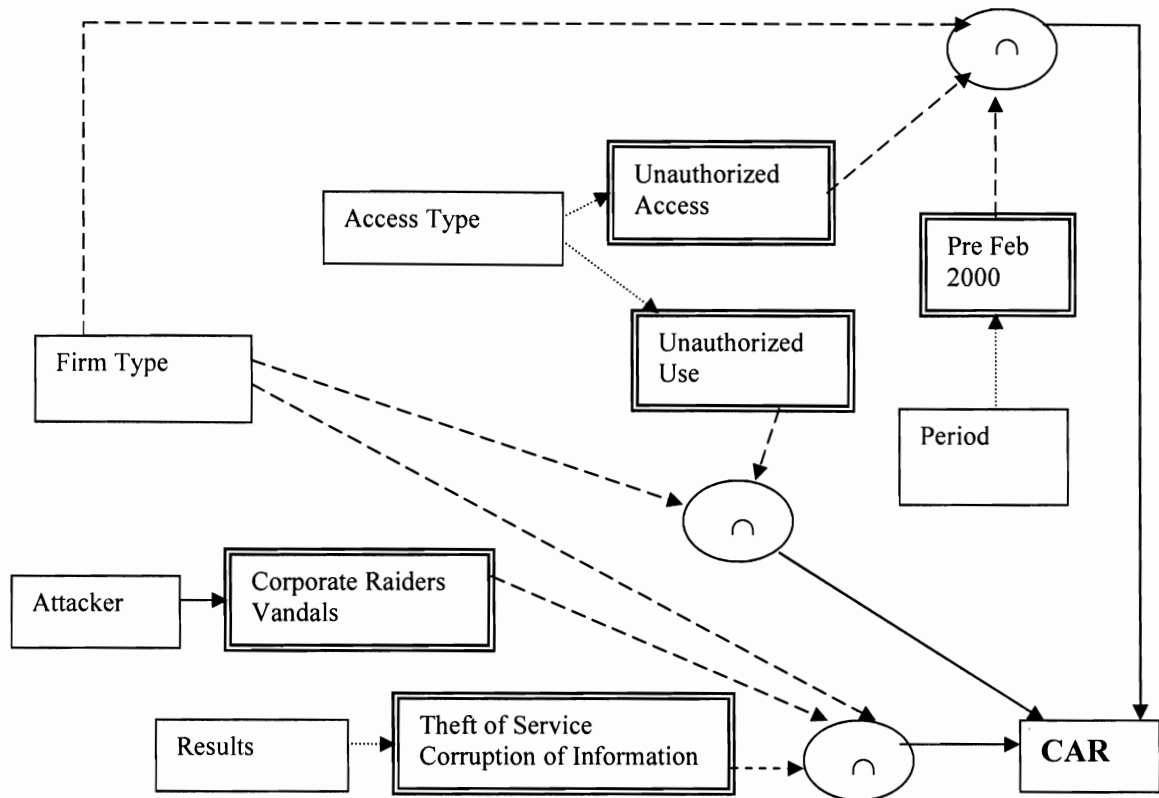 ∩
Unauthorized
Access
Access Type
Pre Feb
2000
Unauthorized
Use
Firm Type
Period
∩
Corporate Raiders
Vandals
Attacker
Theft of Service
Corruption of Information
Results
∩
CAR